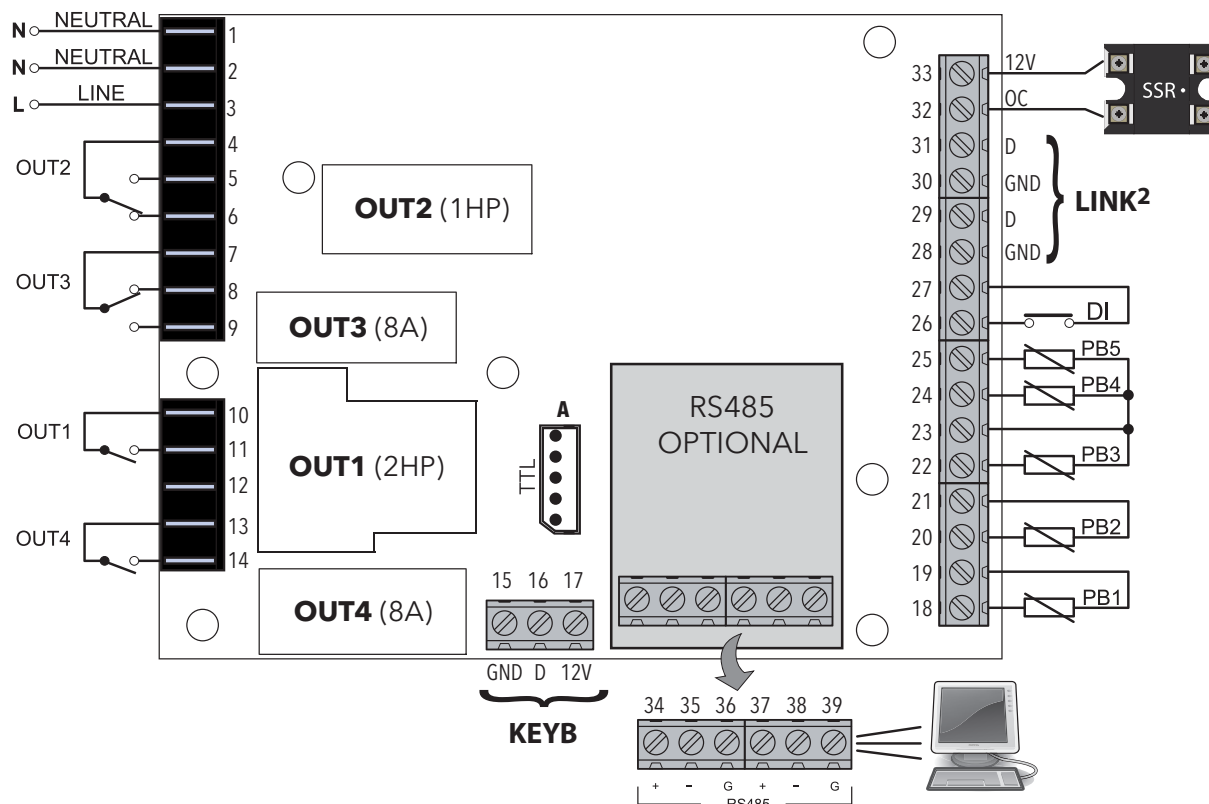 N NEUTRAL 1
N NEUTRAL 2
L LINE 3
4
OUT2 5
6
7
OUT3 8
9
10
OUT1 11
12
13
OUT4 14
OUT2 (1HP)
OUT3 (8A)
OUT1 (2HP)
OUT4 (8A)
A
TTL
RS485
OPTIONAL
15 16 17
GND D 12V
KEYB
33 12V
32 OC
31 D
30 GND
29 D
28 GND
LINK²
SSR
27
26 DI
25 PB5
24 PB4
23
22 PB3
21
20 PB2
19
18 PB1
34 35 36 37 38 39
+ - G + - G
RS485